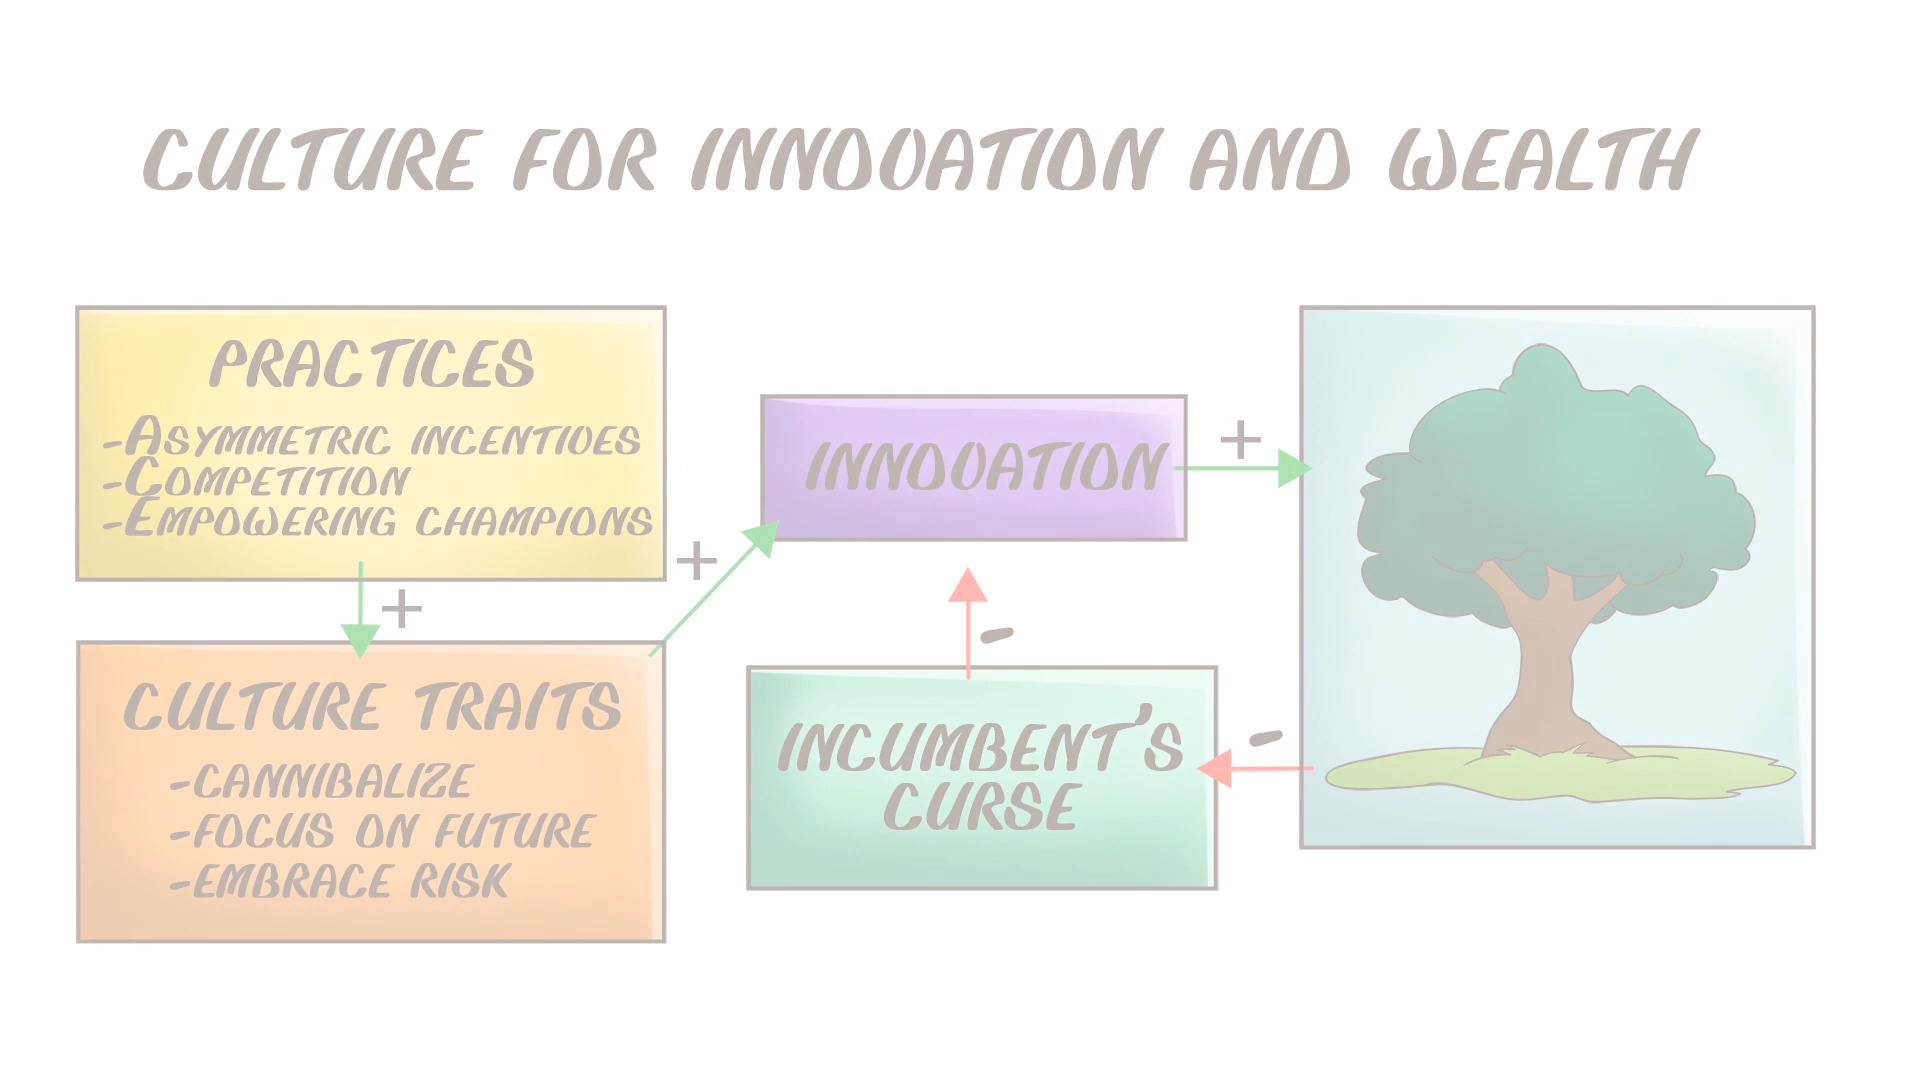 CULTURE FOR INNOVATION AND WEALTH
PRACTICES
-ASYMMETRIC INCENTIVES
-COMPETITION
-EMPOWERING CHAMPIONS
+
CULTURE TRAITS
-CANNIBALIZE
-FOCUS ON FUTURE
-EMBRACE RISK
+
INNOVATION
+
-
INCUMBENT'S
CURSE
-